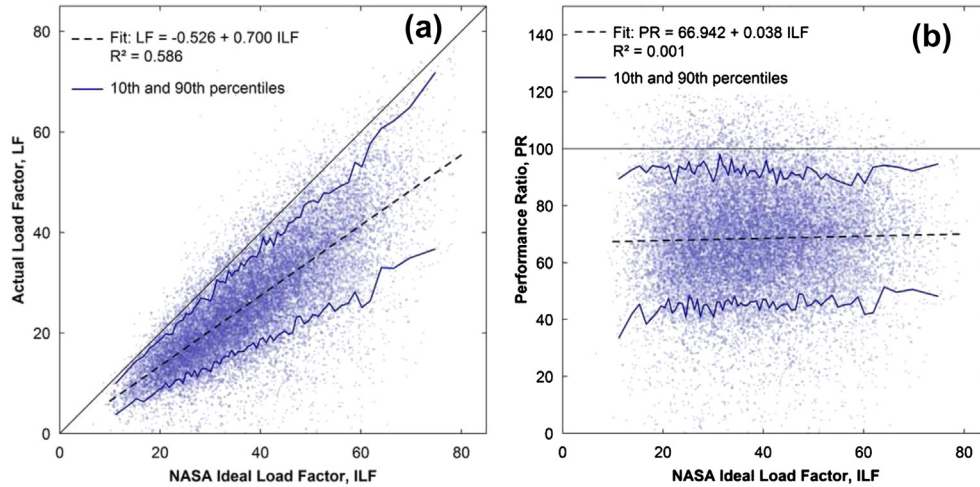 (a)
Fit: LF = -0.526 + 0.700 ILF
R² = 0.586
10th and 90th percentiles
Actual Load Factor, LF
80
60
40
20
0
0 20 40 60 80
NASA Ideal Load Factor, ILF
(b)
Fit: PR = 66.942 + 0.038 ILF
R² = 0.001
10th and 90th percentiles
Performance Ratio, PR
140
120
100
80
60
40
20
0
0 20 40 60 80
NASA Ideal Load Factor, ILF